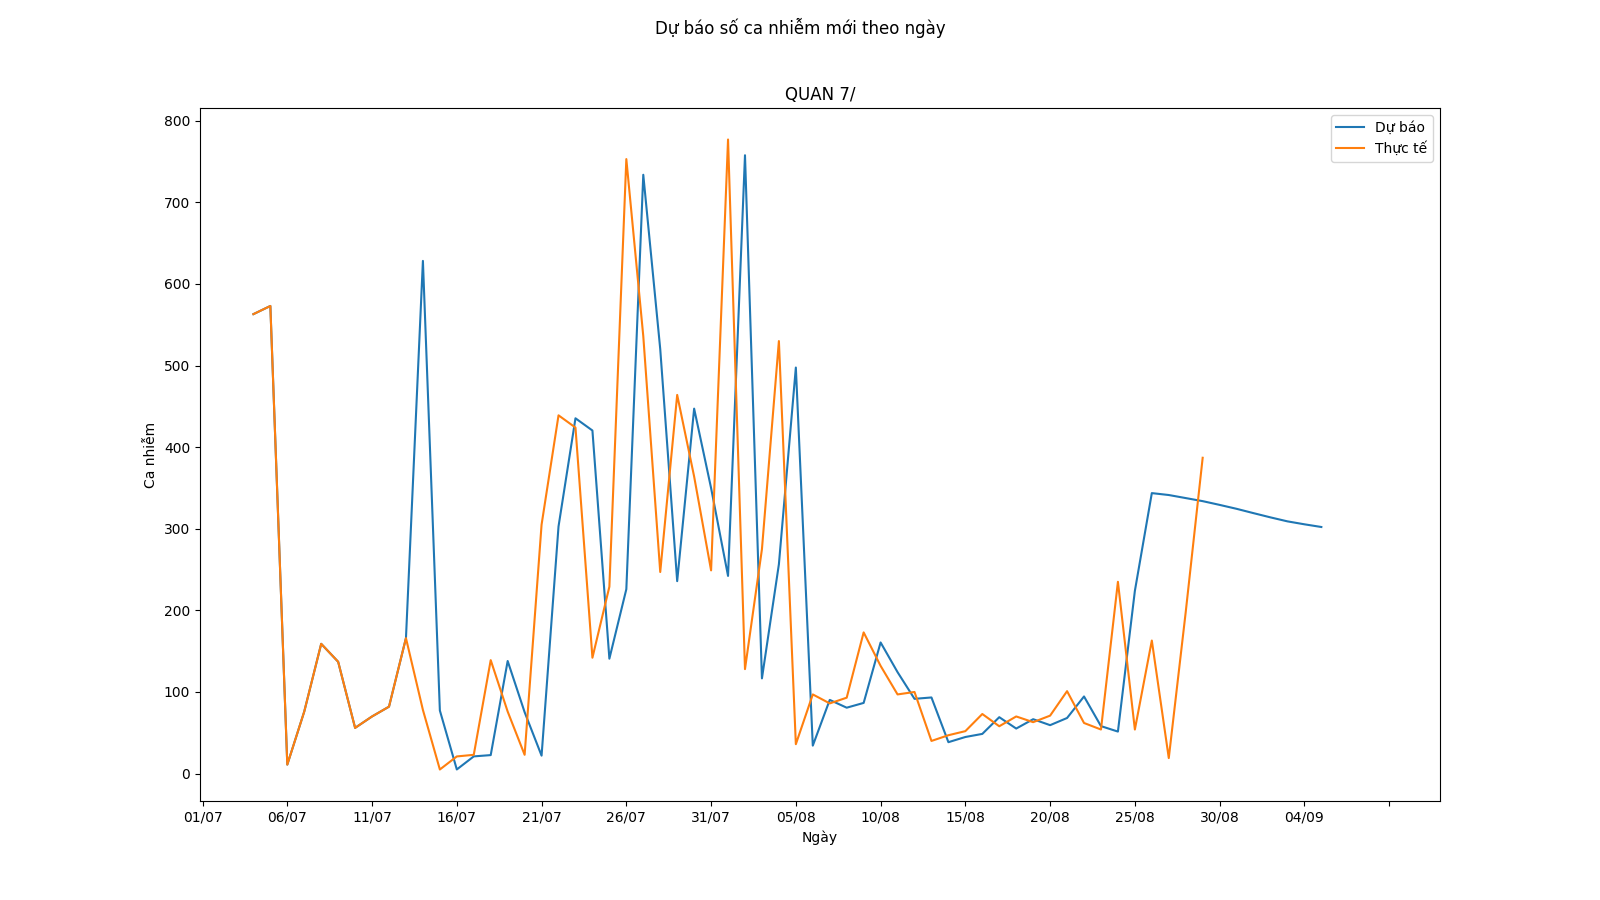 Dự báo số ca nhiễm mới theo ngày
QUAN 7/
Dự báo
Thực tế
800
700
600
500
400
300
200
100
0
Ca nhiễm
01/07 06/07 11/07 16/07 21/07 26/07 31/07 05/08 10/08 15/08 20/08 25/08 30/08 04/09
Ngày